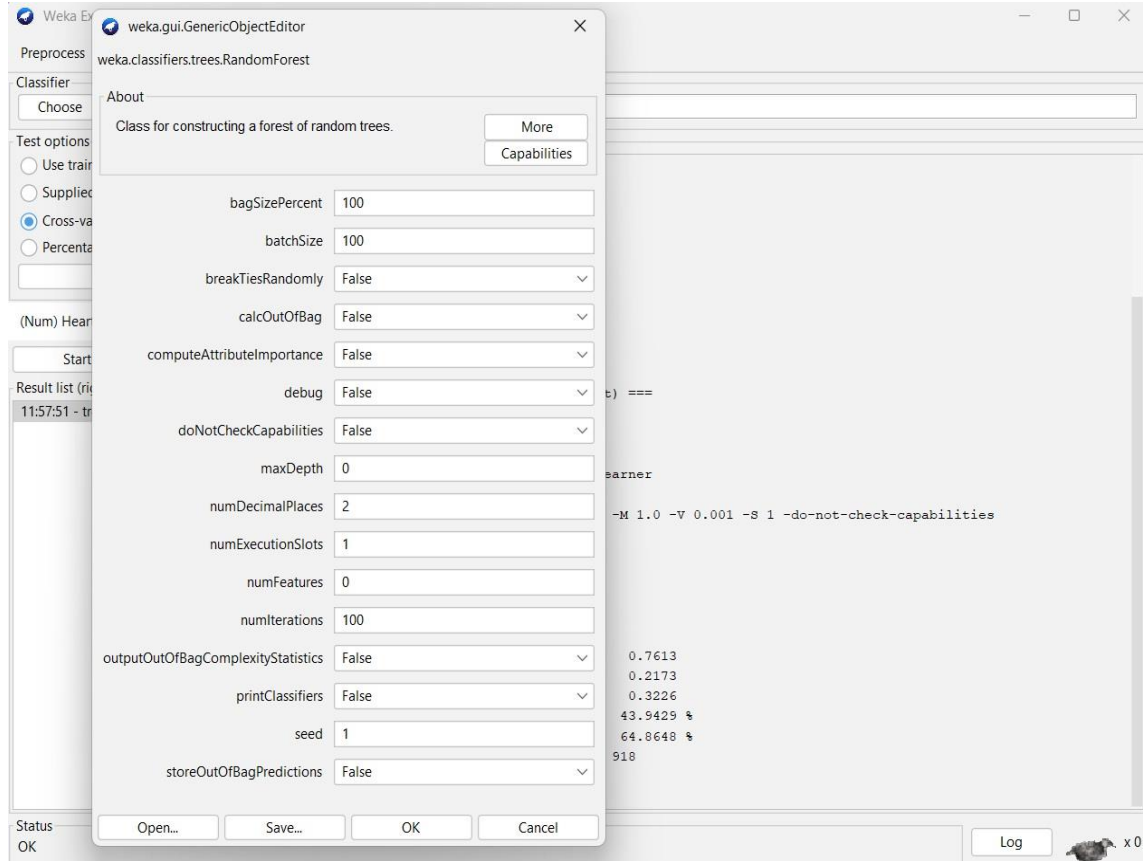 Weka Ex
weka.gui.GenericObjectEditor
Preprocess
weka.classifiers.trees.RandomForest
Classifier
Choose
About
Class for constructing a forest of random trees.
More
Capabilities
Test options
Use train
Supplied
Cross-va
Percenta
(Num) Hear
Start
Result list (rig
11:57:51 - tr
bagSizePercent 100
batchSize 100
breakTiesRandomly False
calcOutOfBag False
computeAttributeImportance False
debug False
doNotCheckCapabilities False
maxDepth 0
numDecimalPlaces 2
numExecutionSlots 1
numFeatures 0
numIterations 100
outputOutOfBagComplexityStatistics False
printClassifiers False
seed 1
storeOutOfBagPredictions False
Open... Save... OK Cancel
t) ===
earner
-M 1.0 -V 0.001 -S 1 -do-not-check-capabilities
0.7613
0.2173
0.3226
43.9429 %
64.8648 %
918
Status
OK
Log
x 0